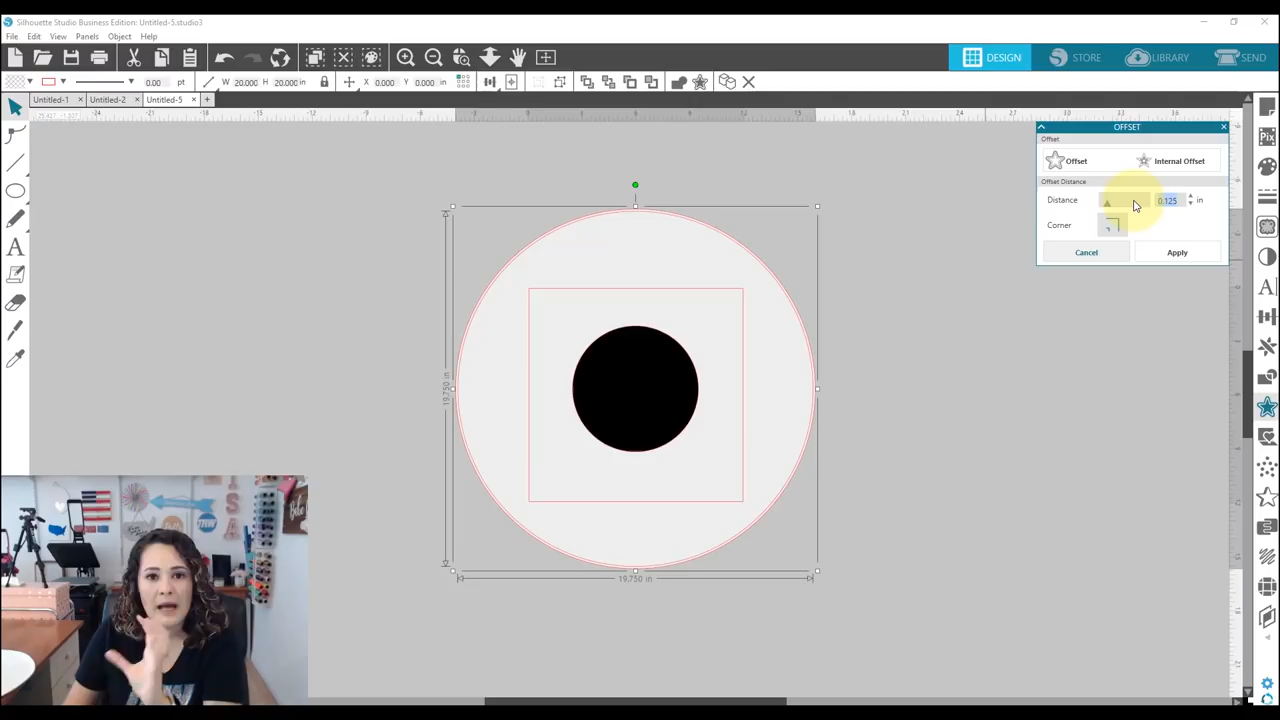 Silhouette Studio Business Edition: Untitled-5.studio3
File Edit View Panels Object Help
DESIGN STORE LIBRARY SEND
0.00 pt W 20.000 H 20.000 in X 0.000 Y 0.000
Untitled-1 × Untitled-2 × Untitled-5 × +
OFFSET
Offset
Offset Internal Offset
Offset Distance
Distance 0.125 in
Corner
Cancel Apply
19.750 in
19.750 in